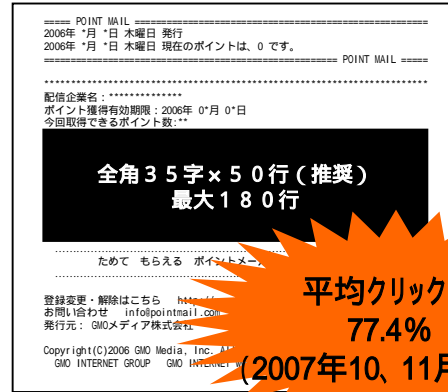 ===== POINT MAIL =====================================================
2006年 *月 *日 木曜日 発行
2006年 *月 *日 木曜日 現在のポイントは、0 です。
===================================================== POINT MAIL =====
**********************************************************************
配信企業名：**************
ポイント獲得有効期限：2006年 0*月 0*日
今回取得できるポイント数:**
全角３５字×５０行（推奨）
最大１８０行
ためて もらえる ポイントメー
登録変更・解除はこちら
お問い合わせ info@pointmail.com
発行元： GMOメディア株式会社
Copyright(C)2006 GMO Media, Inc.
GMO INTERNET GROUP GMO INTERNET
平均クリック
77.4%
(2007年10、11月